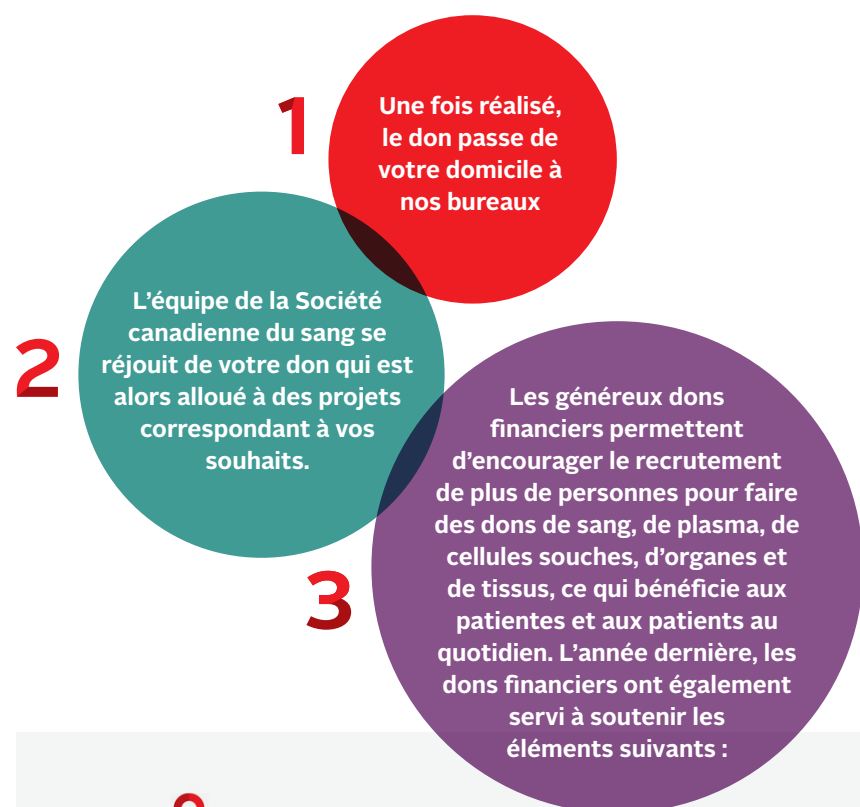 1
Une fois réalisé,
le don passe de
votre domicile à
nos bureaux
2
L’équipe de la Société
canadienne du sang se
réjouit de votre don qui est
alors alloué à des projets
correspondant à vos
souhaits.
3
Les généreux dons
financiers permettent
d’encourager le recrutement
de plus de personnes pour faire
des dons de sang, de plasma, de
cellules souches, d’organes et
de tissus, ce qui bénéficie aux
patientes et aux patients au
quotidien. L’année dernière, les
dons financiers ont également
servi à soutenir les
éléments suivants :